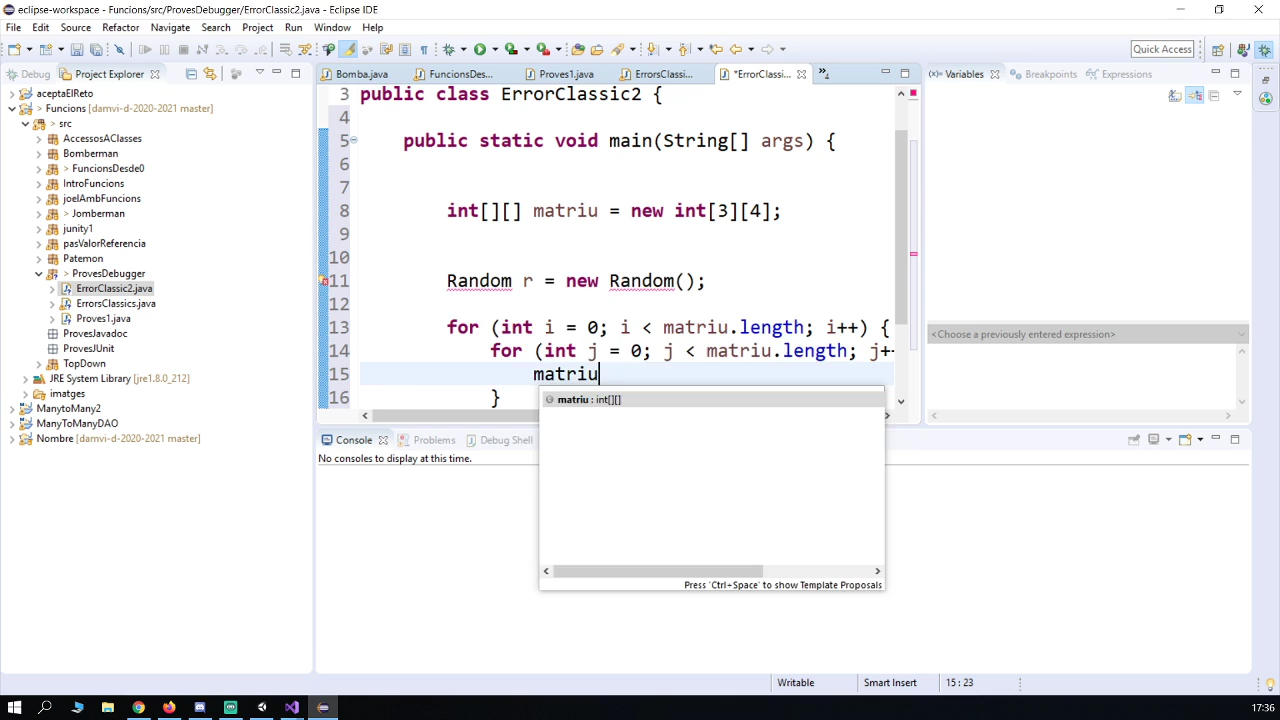 eclipse-workspace - Funcions/src/ProvesDebugger/ErrorClassic2.java - Eclipse IDE
File Edit Source Refactor Navigate Search Project Run Window Help
Quick Access
Debug Project Explorer
Bomba.java FuncionsDes... Proves1.java ErrorsClassi... *ErrorClassi... »4
(x)= Variables Breakpoints Expressions
aceptaElReto
> Funcions [damvi-d-2020-2021 master]
> src
AccessosAClasses
Bomberman
> FuncionsDesde0
IntroFuncions
joelAmbFuncions
> Jomberman
junity1
pasValorReferencia
Patemon
> ProvesDebugger
ErrorClassic2.java
ErrorsClassics.java
Proves1.java
ProvesJavadoc
ProvesJUnit
TopDown
JRE System Library [jre1.8.0_212]
imatges
ManytoMany2
ManyToManyDAO
Nombre [damvi-d-2020-2021 master]
3 public class ErrorClassic2 {
4
5 public static void main(String[] args) {
6
7
8 int[][] matriu = new int[3][4];
9
10
11 Random r = new Random();
12
13 for (int i = 0; i < matriu.length; i++) {
14 for (int j = 0; j < matriu.length; j+
15 matriu
16 }
matriu : int[][]
Press 'Ctrl+Space' to show Template Proposals
<Choose a previously entered expression>
Console Problems Debug Shell
No consoles to display at this time.
Writable Smart Insert 15 : 23
17:36